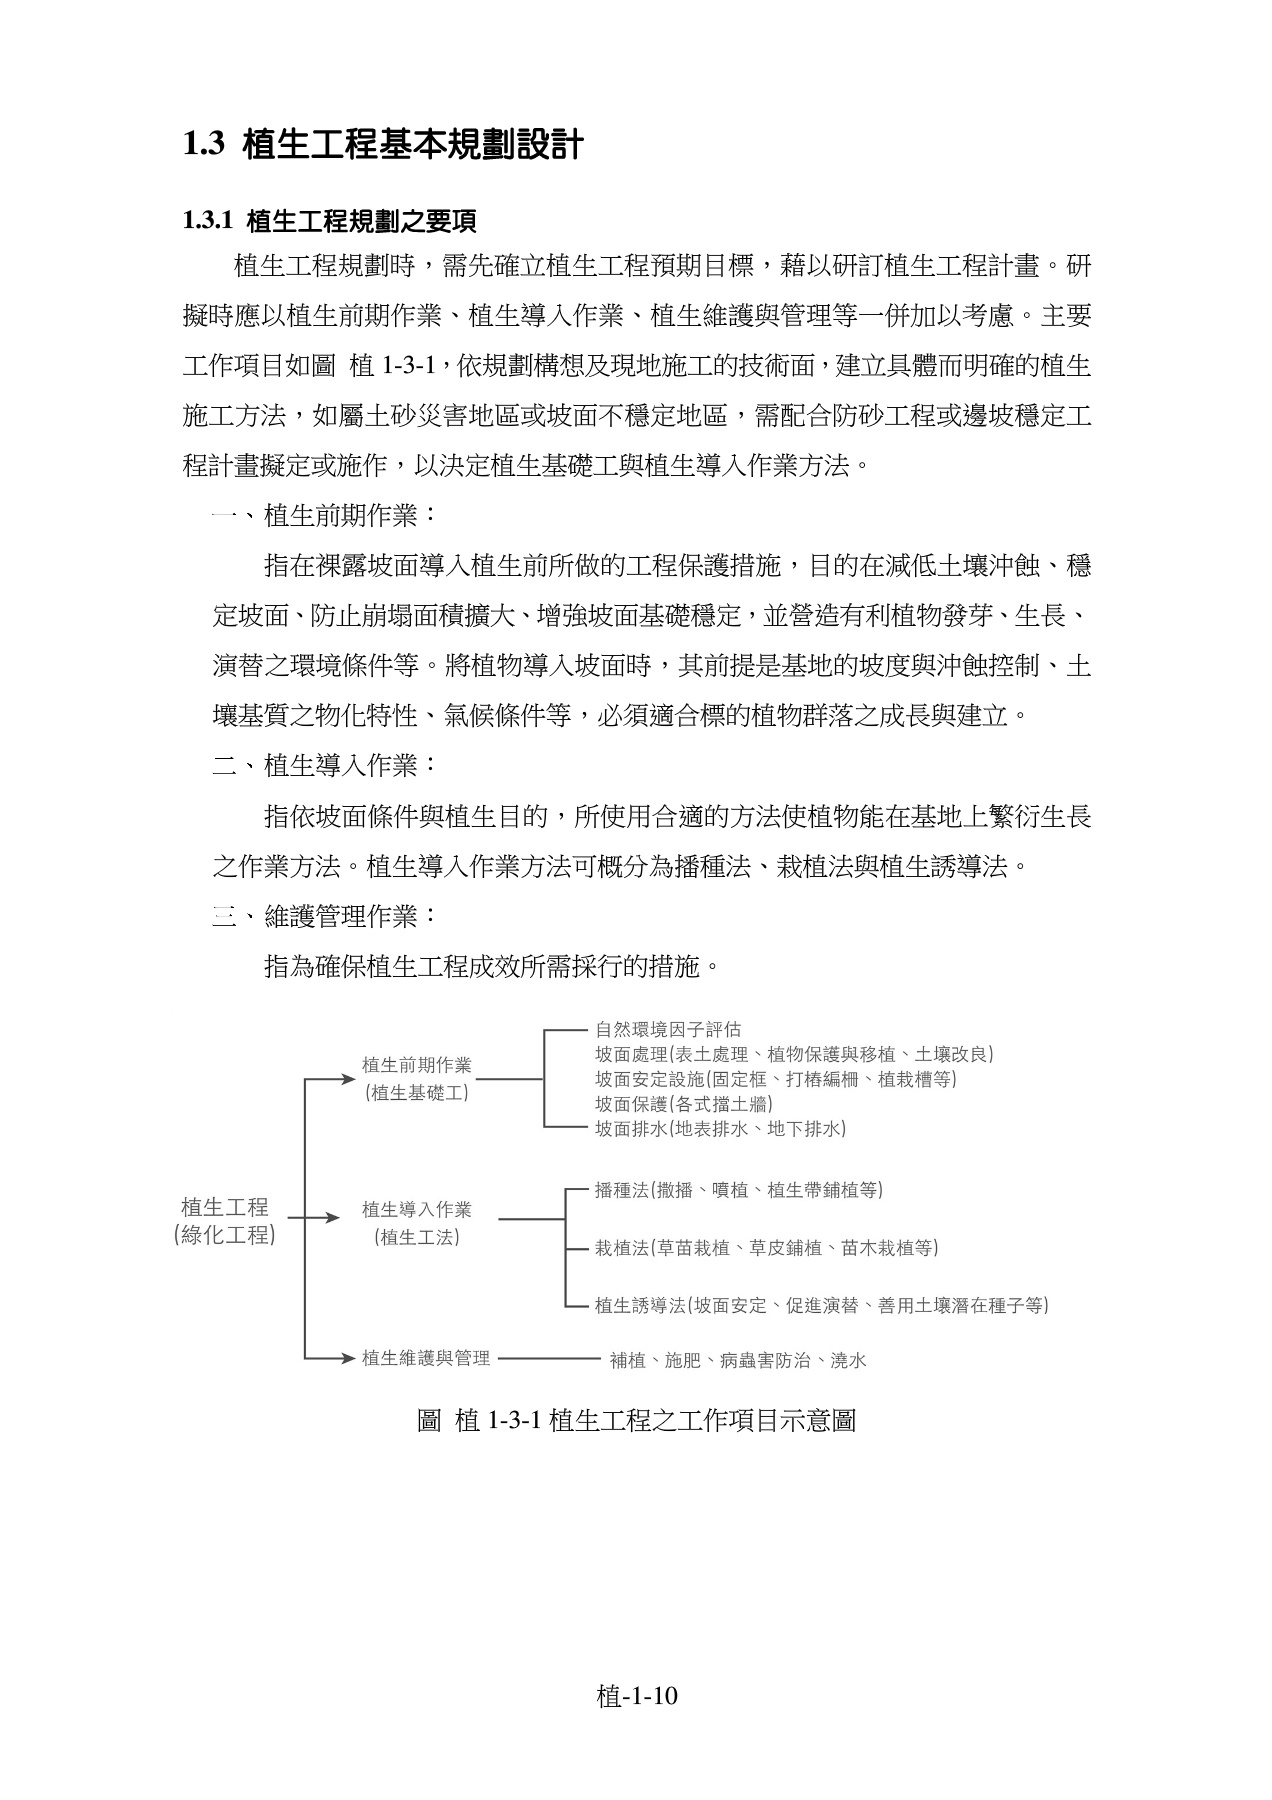 1.3 植生工程基本規劃設計
1.3.1 植生工程規劃之要項
植生工程規劃時，需先確立植生工程預期目標，藉以研訂植生工程計畫。研
擬時應以植生前期作業、植生導入作業、植生維護與管理等一併加以考慮。主要
工作項目如圖 植 1-3-1，依規劃構想及現地施工的技術面，建立具體而明確的植生
施工方法，如屬土砂災害地區或坡面不穩定地區，需配合防砂工程或邊坡穩定工
程計畫擬定或施作，以決定植生基礎工與植生導入作業方法。
一、植生前期作業：
指在裸露坡面導入植生前所做的工程保護措施，目的在減低土壤沖蝕、穩
定坡面、防止崩塌面積擴大、增強坡面基礎穩定，並營造有利植物發芽、生長、
演替之環境條件等。將植物導入坡面時，其前提是基地的坡度與沖蝕控制、土
壤基質之物化特性、氣候條件等，必須適合標的植物群落之成長與建立。
二、植生導入作業：
指依坡面條件與植生目的，所使用合適的方法使植物能在基地上繁衍生長
之作業方法。植生導入作業方法可概分為播種法、栽植法與植生誘導法。
三、維護管理作業：
指為確保植生工程成效所需採行的措施。
植生工程
(綠化工程)
植生前期作業
(植生基礎工)
自然環境因子評估
坡面處理(表土處理、植物保護與移植、土壤改良)
坡面安定設施(固定框、打樁編柵、植栽槽等)
坡面保護(各式擋土牆)
坡面排水(地表排水、地下排水)
植生導入作業
(植生工法)
播種法(撒播、噴植、植生帶鋪植等)
栽植法(草苗栽植、草皮鋪植、苗木栽植等)
植生誘導法(坡面安定、促進演替、善用土壤潛在種子等)
植生維護與管理
補植、施肥、病蟲害防治、澆水
圖 植 1-3-1 植生工程之工作項目示意圖
植-1-10